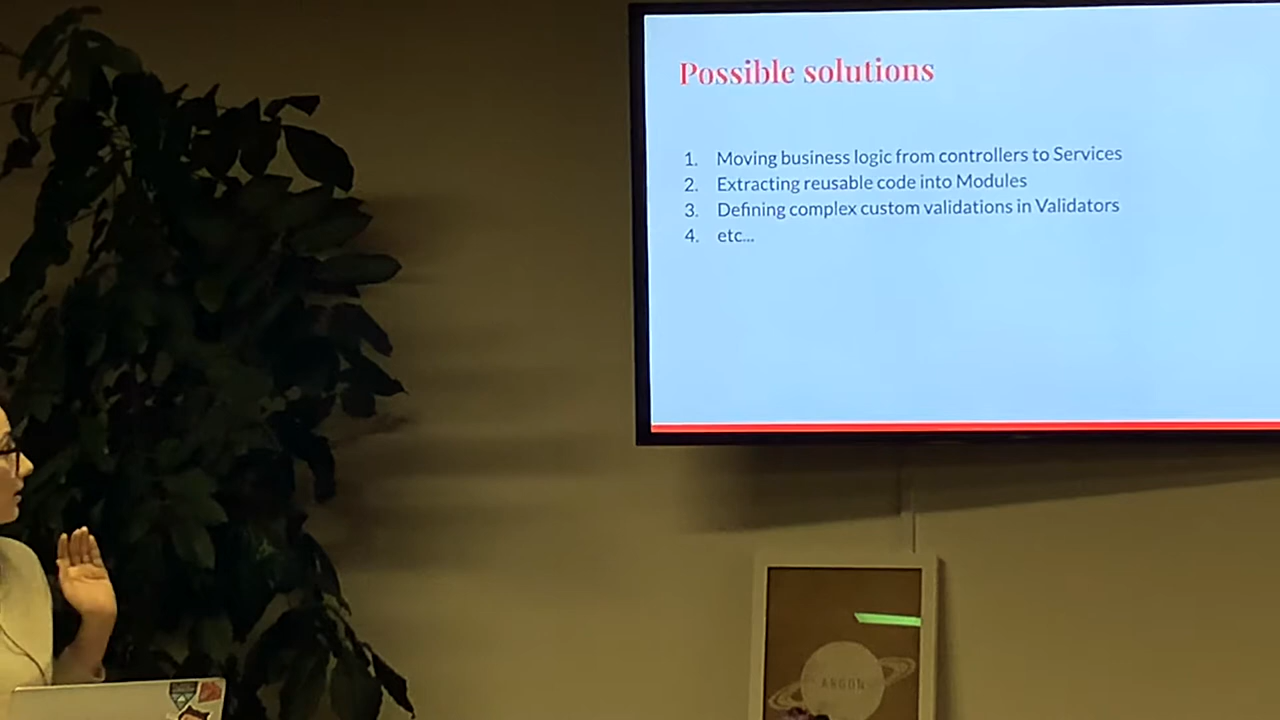 Possible solutions
1. Moving business logic from controllers to Services
2. Extracting reusable code into Modules
3. Defining complex custom validations in Validators
4. etc...
ARGON